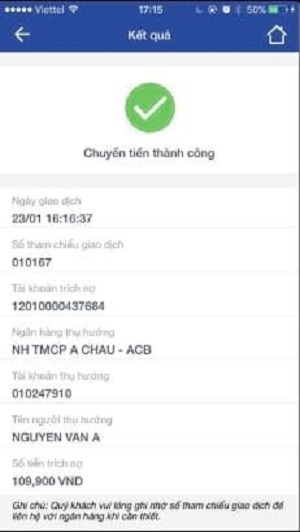 Viettel 17:15 50%
Kết quả
Chuyển tiền thành công
Ngày giao dịch
23/01 16:16:37
Số tham chiếu giao dịch
010167
Tài khoản trích nợ
12010000437684
Ngân hàng thụ hưởng
NH TMCP A CHAU - ACB
Tài khoản thụ hưởng
010247910
Tên người thụ hưởng
NGUYEN VAN A
Số tiền trích nợ
109,900 VND
Ghi chú: Quý khách vui lòng ghi nhớ số tham chiếu giao dịch để
liên hệ với ngân hàng khi cần thiết.